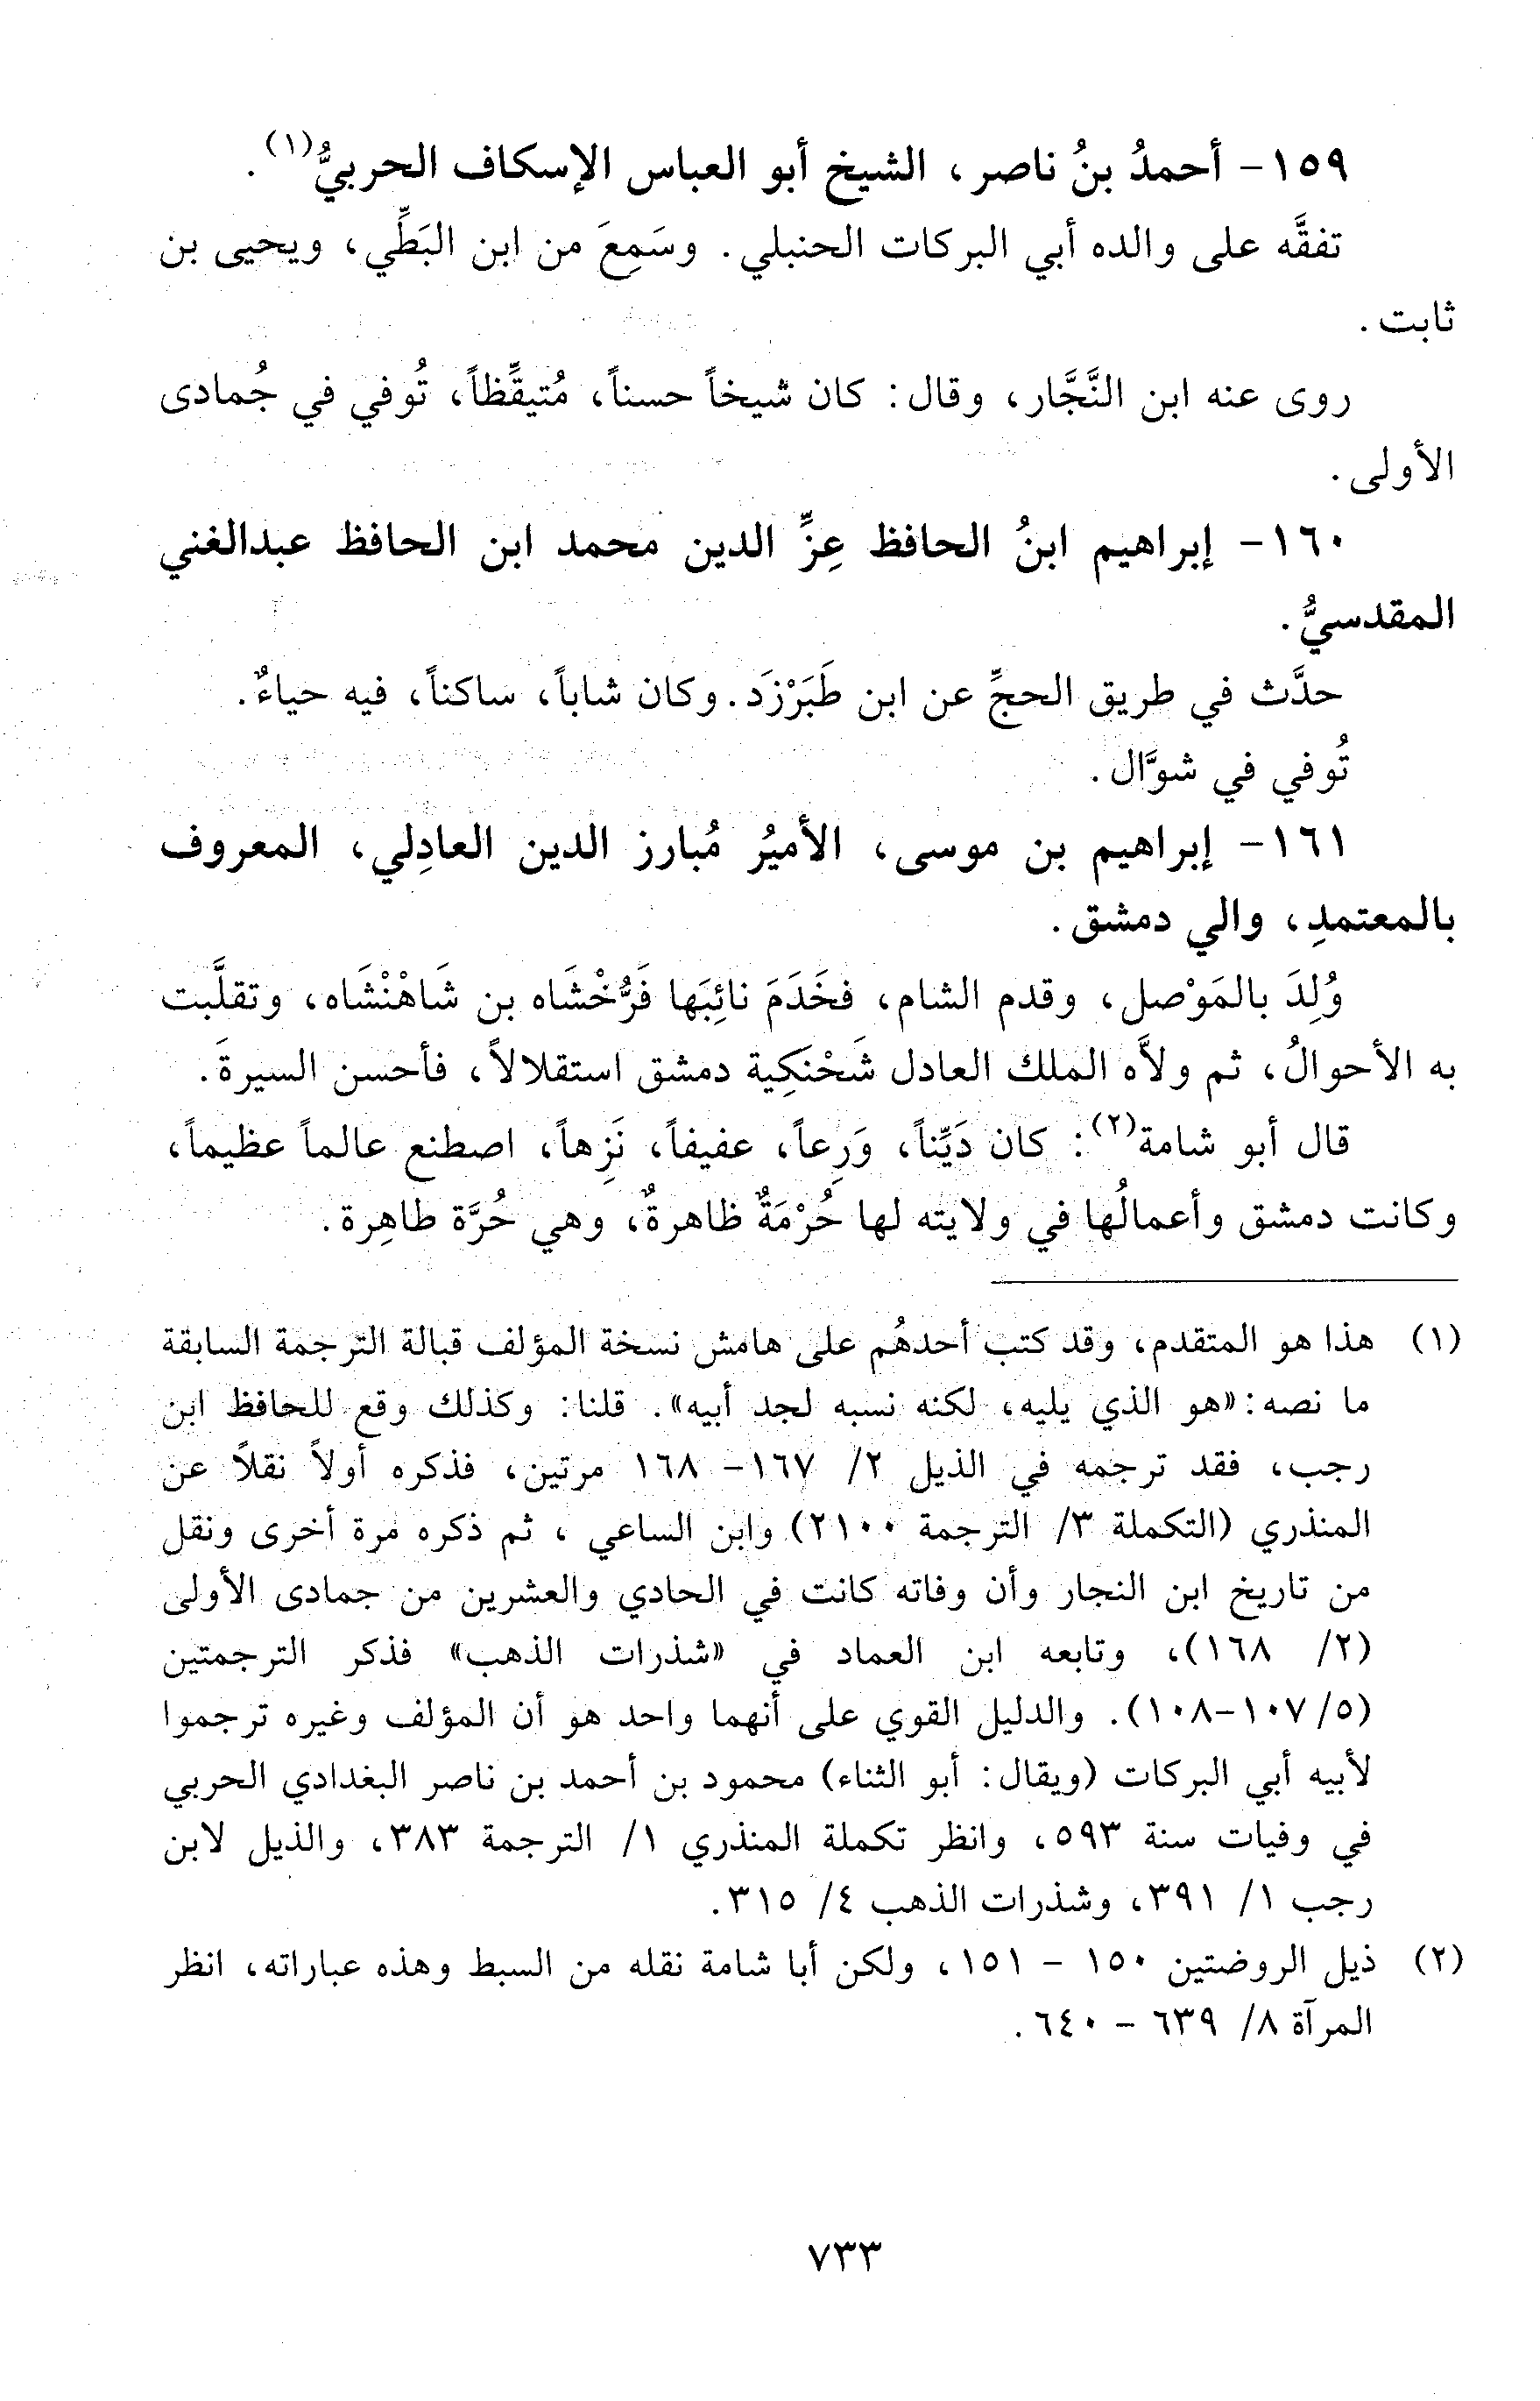 ١٥٩- أحمدُ بنُ ناصر، الشيخ أبو العباس الإسكاف الحربيُّ(١).
تفقَّه على والده أبي البركات الحنبلي. وسَمِعَ من ابن البَطِّي، ويحيى بن
ثابت.
روى عنه ابن النَّجَّار، وقال: كان شيخاً حسناً، مُتيقِّظاً، تُوفي في جُمادى
الأولى.
١٦٠- إبراهيم ابنُ الحافظ عِزِّ الدين محمد ابن الحافظ عبدالغني
المقدسيُّ.
حدَّث في طريق الحجِّ عن ابن طَبَرْزَد. وكان شاباً، ساكناً، فيه حياءٌ.
تُوفي في شوَّال.
١٦١- إبراهيم بن موسى، الأميرُ مُبارز الدين العادِلي، المعروف
بالمعتمدِ، والي دمشق.
وُلِدَ بالمَوْصل، وقدم الشام، فخَدَمَ نائِبَها فَرُّخْشَاه بن شَاهْنْشَاه، وتقلَّبت
به الأحوالُ، ثم ولاَّه الملك العادل شَحْنَكِية دمشق استقلالاً، فأحسن السيرةَ.
قال أبو شامة(٢): كان دَيِّناً، وَرِعاً، عفيفاً، نَزِهاً، اصطنع عالماً عظيماً،
وكانت دمشق وأعمالُها في ولايته لها حُرْمَةٌ ظاهرةٌ، وهي حُرَّة طاهِرة.
(١) هذا هو المتقدم، وقد كتب أحدهُم على هامش نسخة المؤلف قبالة الترجمة السابقة
ما نصه: «هو الذي يليه، لكنه نسبه لجد أبيه». قلنا: وكذلك وقع للحافظ ابن
رجب، فقد ترجمه في الذيل ٢/ ١٦٧- ١٦٨ مرتين، فذكره أولاً نقلاً عن
المنذري (التكملة ٣/ الترجمة ٢١٠٠) وابن الساعي ، ثم ذكره مرة أخرى ونقل
من تاريخ ابن النجار وأن وفاته كانت في الحادي والعشرين من جمادى الأولى
(٢/ ١٦٨)، وتابعه ابن العماد في «شذرات الذهب» فذكر الترجمتين
(٥/ ١٠٧-١٠٨). والدليل القوي على أنهما واحد هو أن المؤلف وغيره ترجموا
لأبيه أبي البركات (ويقال: أبو الثناء) محمود بن أحمد بن ناصر البغدادي الحربي
في وفيات سنة ٥٩٣، وانظر تكملة المنذري ١/ الترجمة ٣٨٣، والذيل لابن
رجب ١/ ٣٩١، وشذرات الذهب ٤/ ٣١٥.
(٢) ذيل الروضتين ١٥٠ - ١٥١، ولكن أبا شامة نقله من السبط وهذه عباراته، انظر
المرآة ٨/ ٦٣٩ - ٦٤٠.
٧٣٣